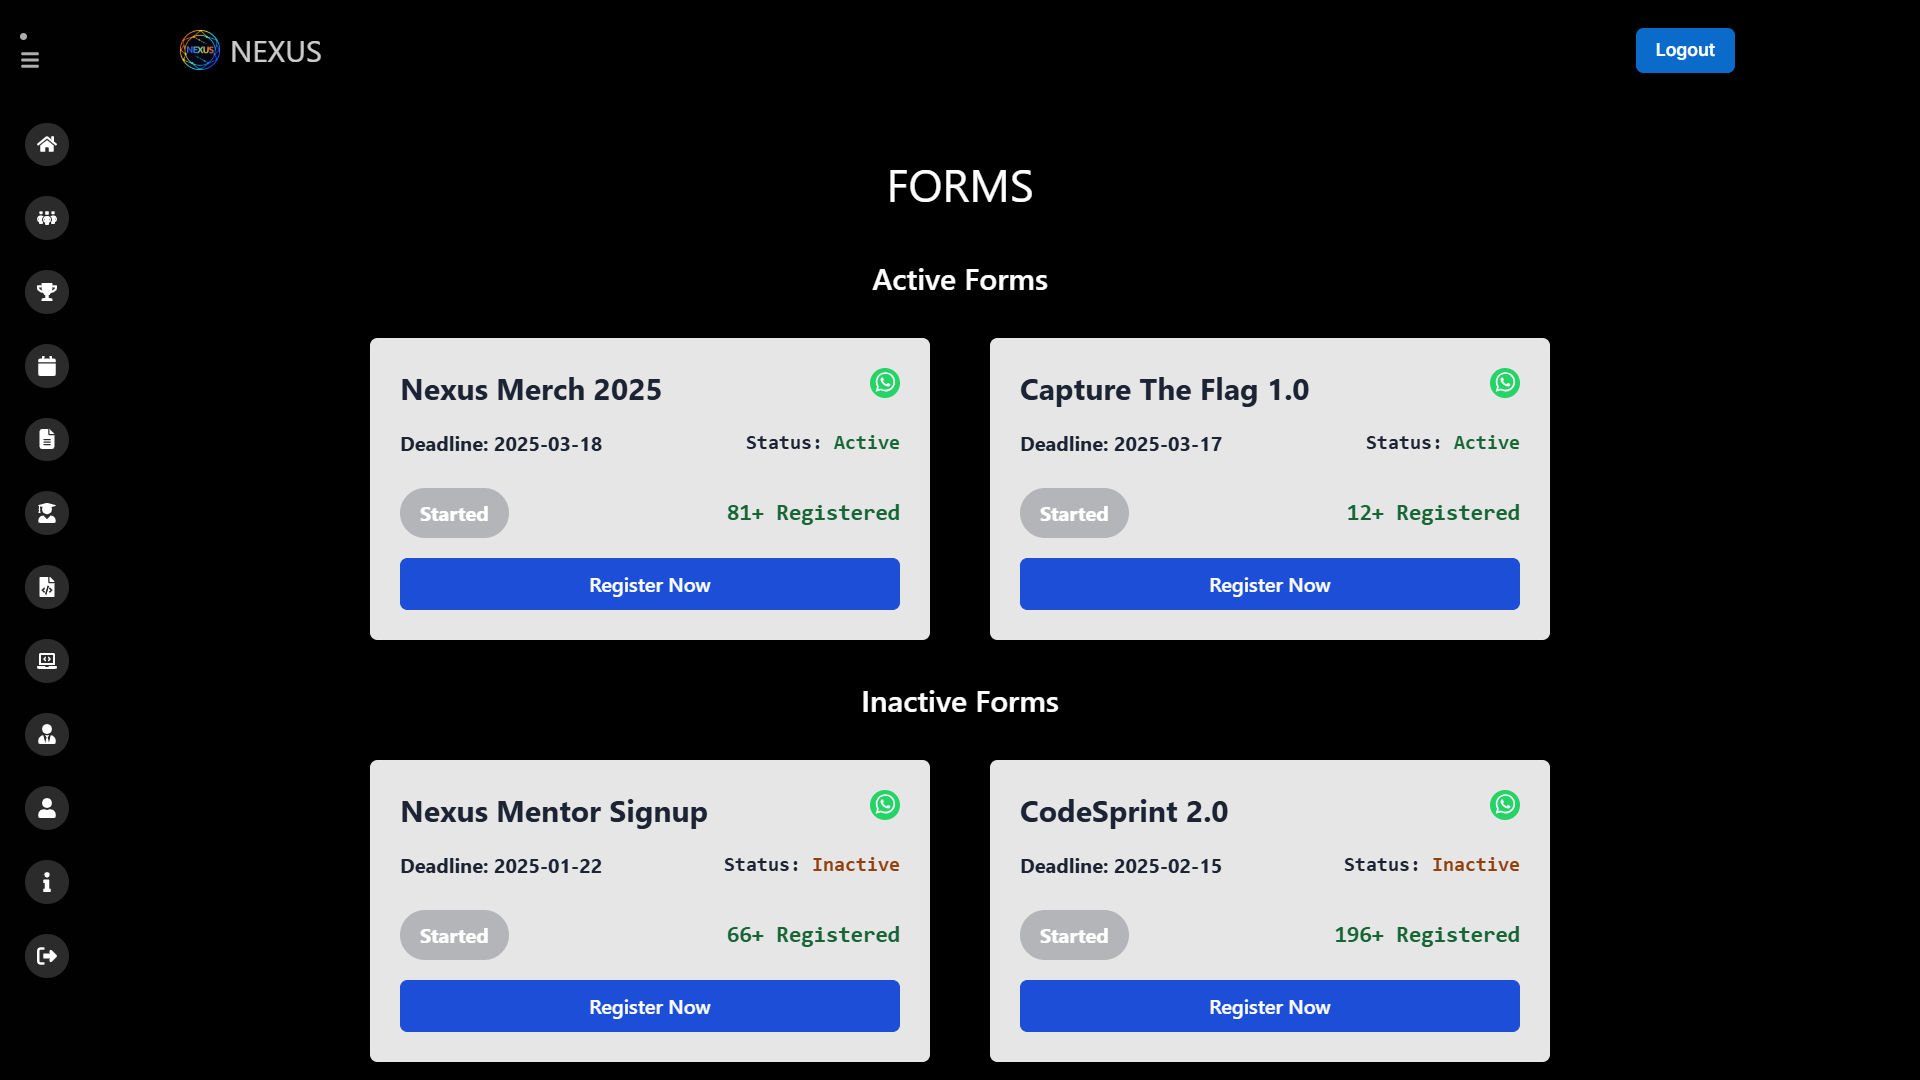 NEXUS
NEXUS
Logout
FORMS
Active Forms
Nexus Merch 2025
Deadline: 2025-03-18
Status: Active
Started
81+ Registered
Register Now
Capture The Flag 1.0
Deadline: 2025-03-17
Status: Active
Started
12+ Registered
Register Now
Inactive Forms
Nexus Mentor Signup
Deadline: 2025-01-22
Status: Inactive
Started
66+ Registered
Register Now
CodeSprint 2.0
Deadline: 2025-02-15
Status: Inactive
Started
196+ Registered
Register Now